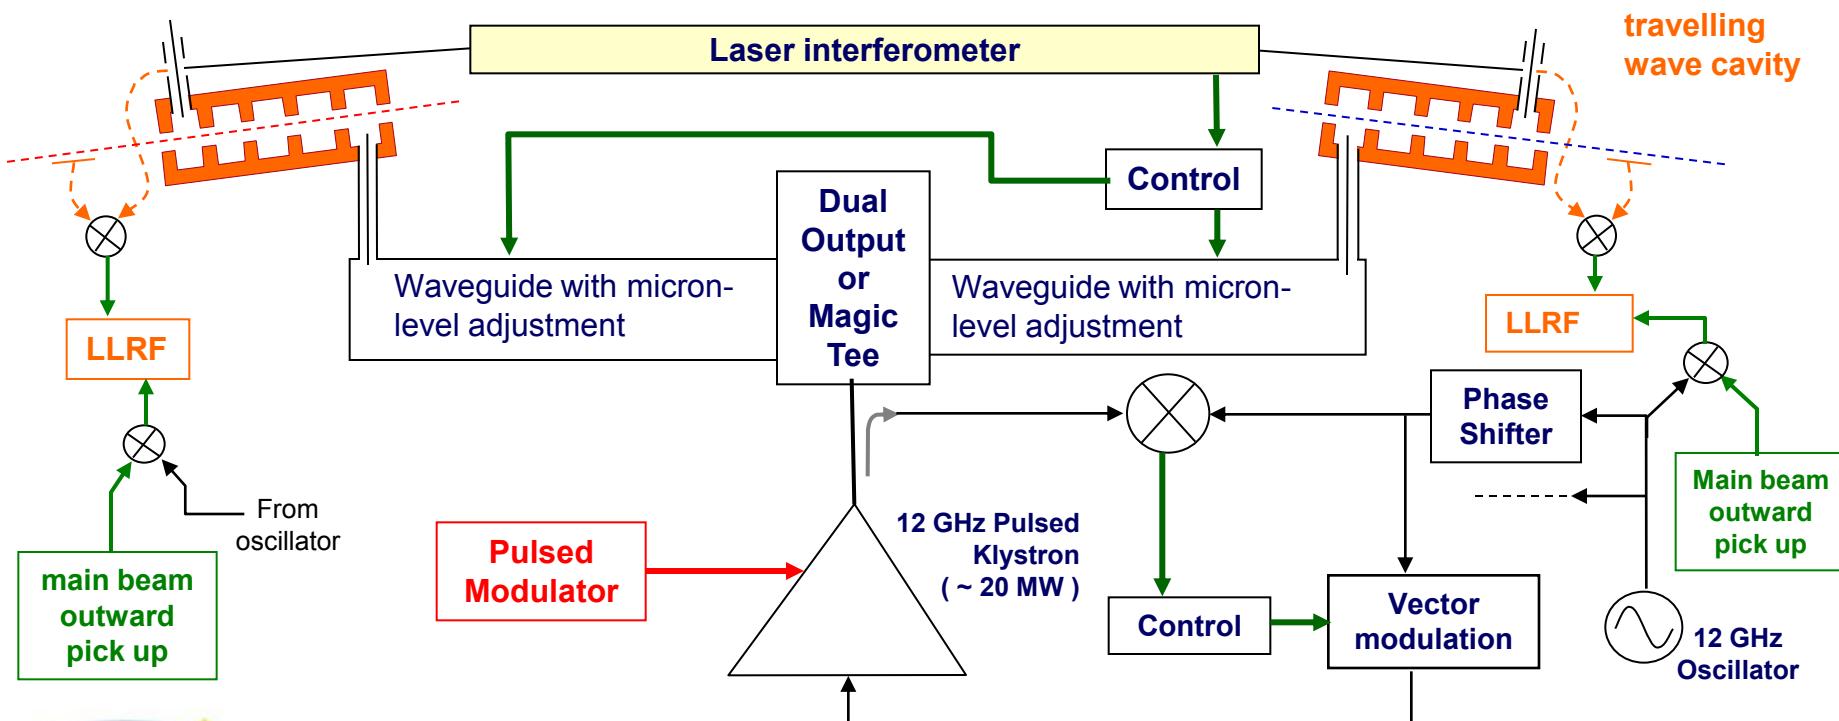 travelling
wave cavity
Laser interferometer
Control
Dual
Output
or
Magic
Tee
Waveguide with micron-
level adjustment
Waveguide with micron-
level adjustment
LLRF
LLRF
Phase
Shifter
From
oscillator
main beam
outward
pick up
Pulsed
Modulator
12 GHz Pulsed
Klystron
( ~ 20 MW )
Control
Vector
modulation
Main beam
outward
pick up
12 GHz
Oscillator